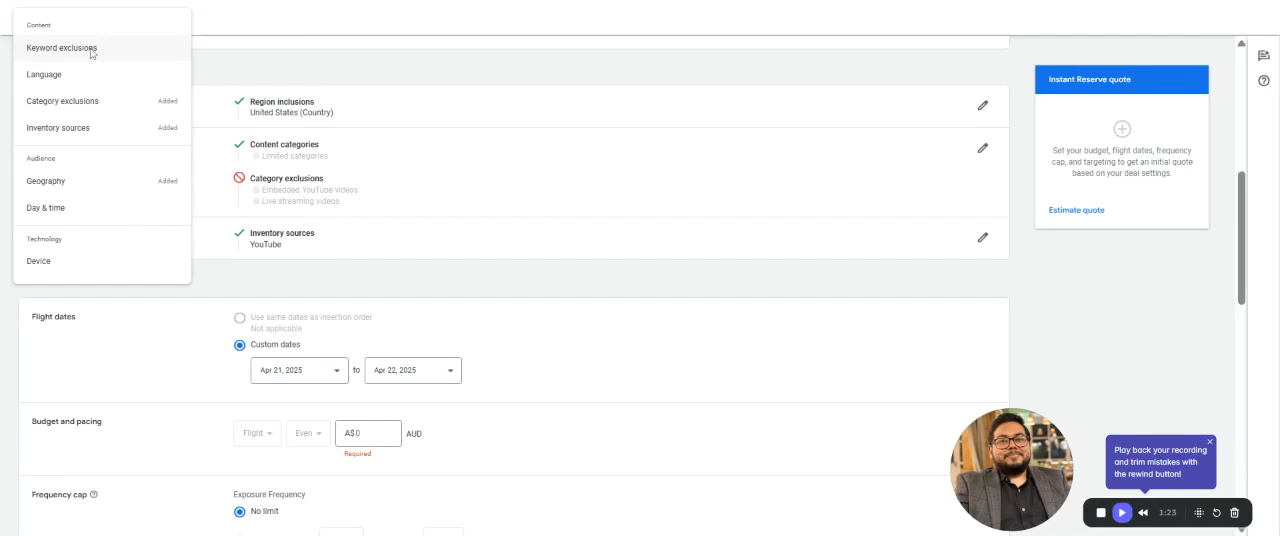 Content
Keyword exclusions
Language
Category exclusions Added
Inventory sources Added
Audience
Geography Added
Day & time
Technology
Device
Region inclusions
United States (Country)
Content categories
Limited categories
Category exclusions
Embedded YouTube videos
Live streaming videos
Inventory sources
YouTube
Instant Reserve quote
Set your budget, flight dates, frequency
cap, and targeting to get an initial quote
based on your deal settings.
Estimate quote
Flight dates
Use same dates as insertion order
Not applicable
Custom dates
Apr 21, 2025 to Apr 22, 2025
Budget and pacing
Flight Even A$ 0 AUD
Required
Frequency cap
Exposure Frequency
No limit
Play back your recording
and trim mistakes with
the rewind button!
1:23